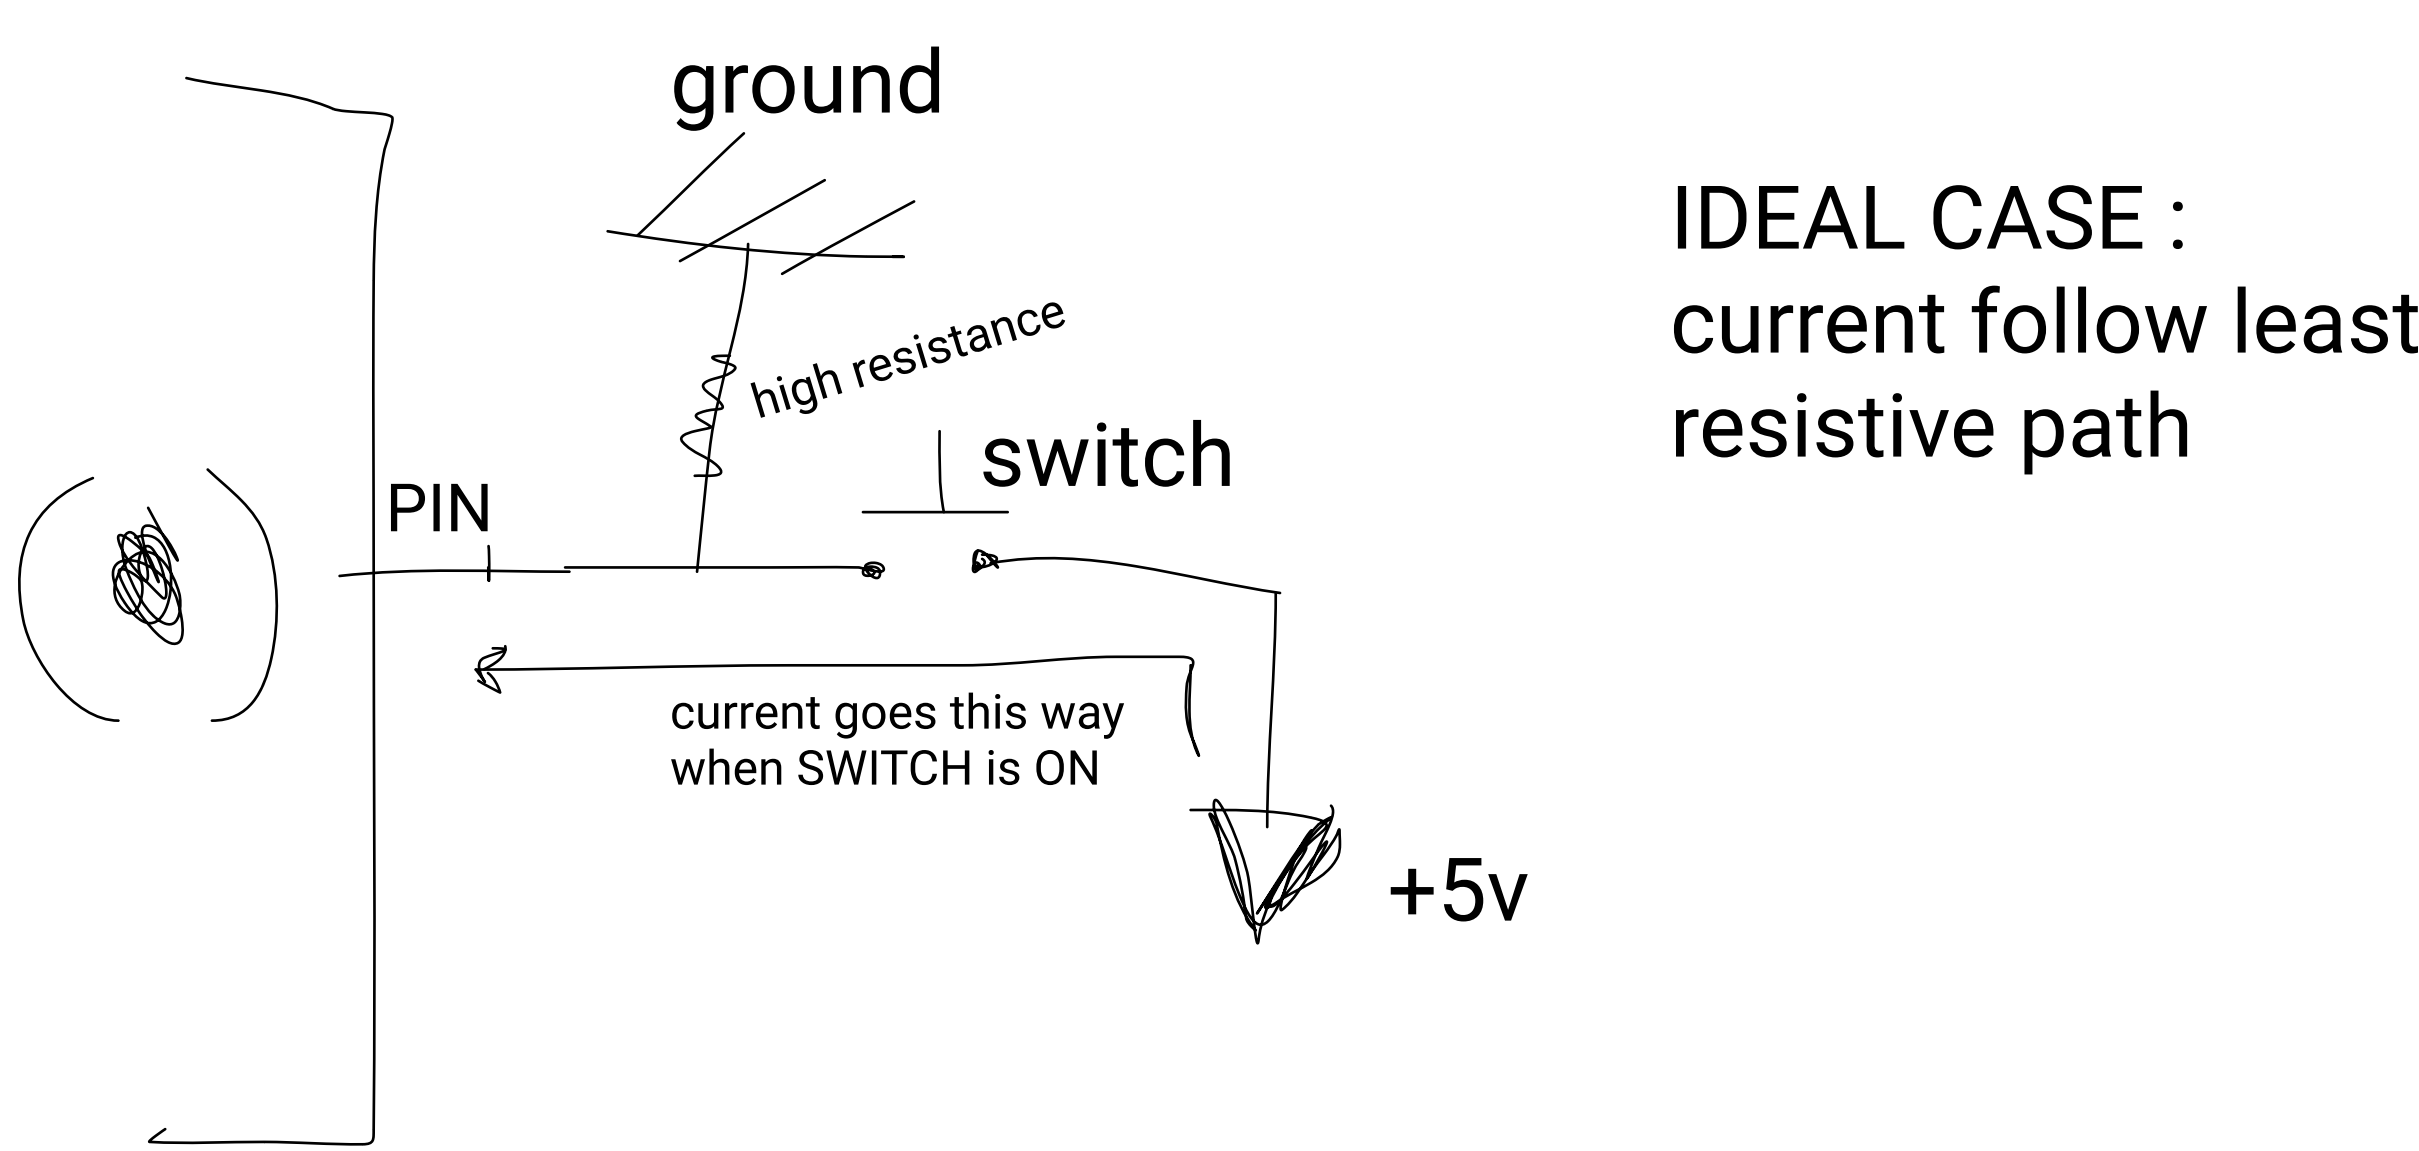 ground
high resistance
switch
PIN
current goes this way
when SWITCH is ON
+5v
IDEAL CASE :
current follow least
resistive path